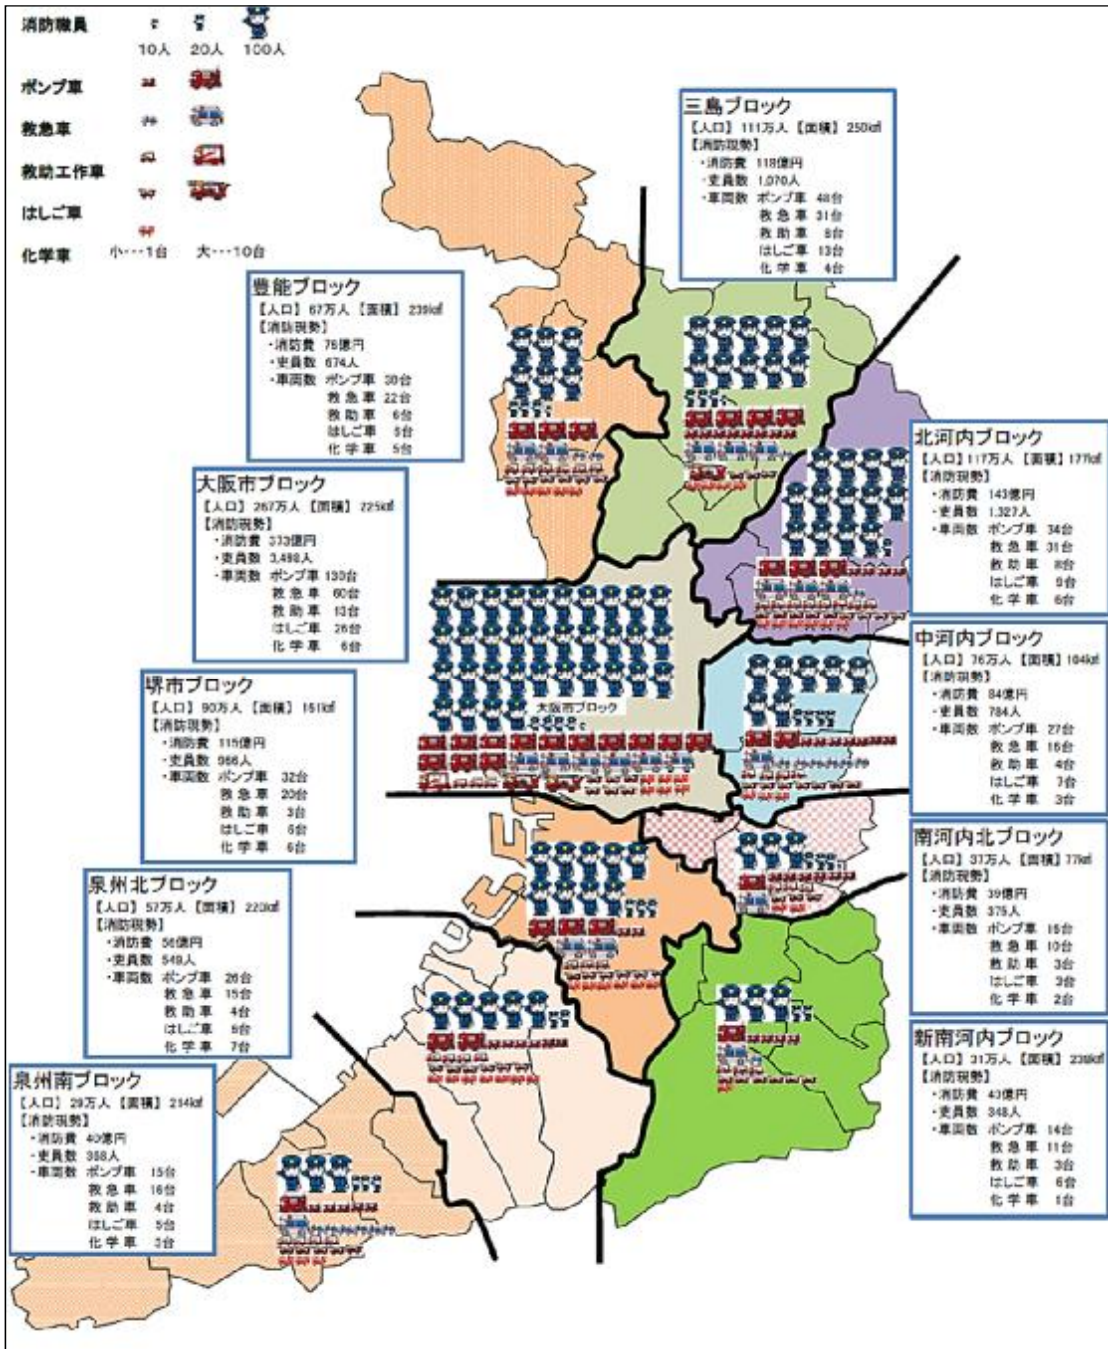 消防職員
10人 20人 100人
ポンプ車
救急車
救助工作車
はしご車
化学車 小・・・1台 大・・・10台
三島ブロック
【人口】111万人【面積】250㎢
【消防現勢】
・消防費 118億円
・吏員数 1,070人
・車両数 ポンプ車 48台
救急車 31台
救助車 8台
はしご車 13台
化学車 4台
豊能ブロック
【人口】67万人【面積】239㎢
【消防現勢】
・消防費 76億円
・吏員数 674人
・車両数 ポンプ車 30台
救急車 22台
救助車 6台
はしご車 5台
化学車 5台
北河内ブロック
【人口】117万人【面積】177㎢
【消防現勢】
・消防費 143億円
・吏員数 1,327人
・車両数 ポンプ車 34台
救急車 31台
救助車 8台
はしご車 9台
化学車 6台
大阪市ブロック
【人口】267万人【面積】225㎢
【消防現勢】
・消防費 373億円
・吏員数 3,498人
・車両数 ポンプ車 130台
救急車 60台
救助車 13台
はしご車 26台
化学車 6台
大阪市ブロック
中河内ブロック
【人口】76万人【面積】104㎢
【消防現勢】
・消防費 84億円
・吏員数 784人
・車両数 ポンプ車 27台
救急車 16台
救助車 4台
はしご車 7台
化学車 3台
堺市ブロック
【人口】90万人【面積】161㎢
【消防現勢】
・消防費 115億円
・吏員数 966人
・車両数 ポンプ車 32台
救急車 20台
救助車 3台
はしご車 6台
化学車 6台
南河内北ブロック
【人口】37万人【面積】77㎢
【消防現勢】
・消防費 39億円
・吏員数 375人
・車両数 ポンプ車 15台
救急車 10台
救助車 3台
はしご車 3台
化学車 2台
泉州北ブロック
【人口】57万人【面積】220㎢
【消防現勢】
・消防費 56億円
・吏員数 549人
・車両数 ポンプ車 26台
救急車 15台
救助車 4台
はしご車
化学車 7台
新南河内ブロック
【人口】31万人【面積】
【消防現勢】
・消防費 43億円
・吏員数 348人
・車両数 ポンプ車 14台
救急車 11台
救助車 3台
はしご車 6台
化学車 1台
泉州南ブロック
【人口】29万人【面積】
【消防現勢】
・消防費 40億円
・吏員数 358人
・車両数 ポンプ車 15台
救急車 16台
救助車 4台
はしご車 5台
化学車 3台